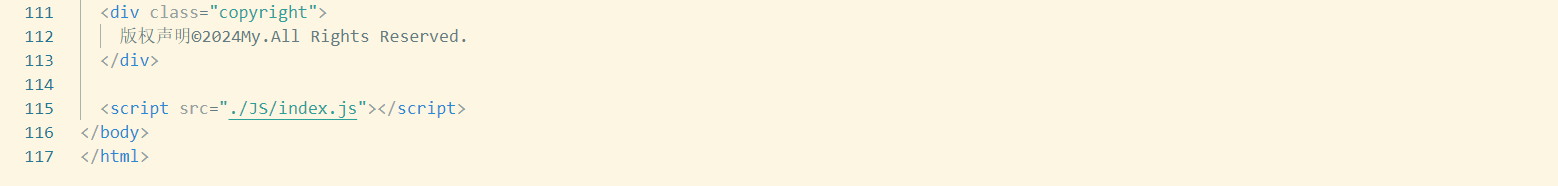 111 <div class="copyright">
112 版权声明©2024My.All Rights Reserved.
113 </div>
114
115 <script src="./JS/index.js"></script>
116 </body>
117 </html>